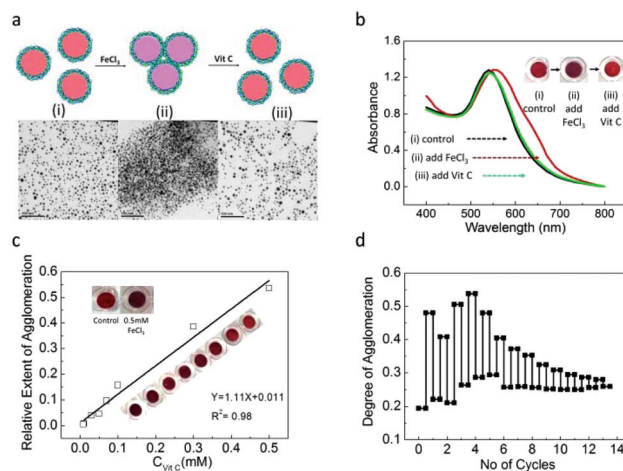 a
FeCl3
Vit C
(i)
(ii)
(iii)
b
Absorbance
1.6
1.2
0.8
0.4
0.0
400 500 600 700 800
Wavelength (nm)
(i)
control
(ii)
add
FeCl3
(iii)
add
Vit C
(i) control
(ii) add FeCl3
(iii) add Vit C
c
Relative Extent of Agglomeration
0.6
0.5
0.4
0.3
0.2
0.1
0.0
0.0 0.1 0.2 0.3 0.4 0.5
CVit C(mM)
Control
0.5mM
FeCl3
Y=1.11X+0.011
R2= 0.98
d
Degree of Agglomeration
0.6
0.5
0.4
0.3
0.2
0.1
0 2 4 6 8 10 12 14
No of Cycles